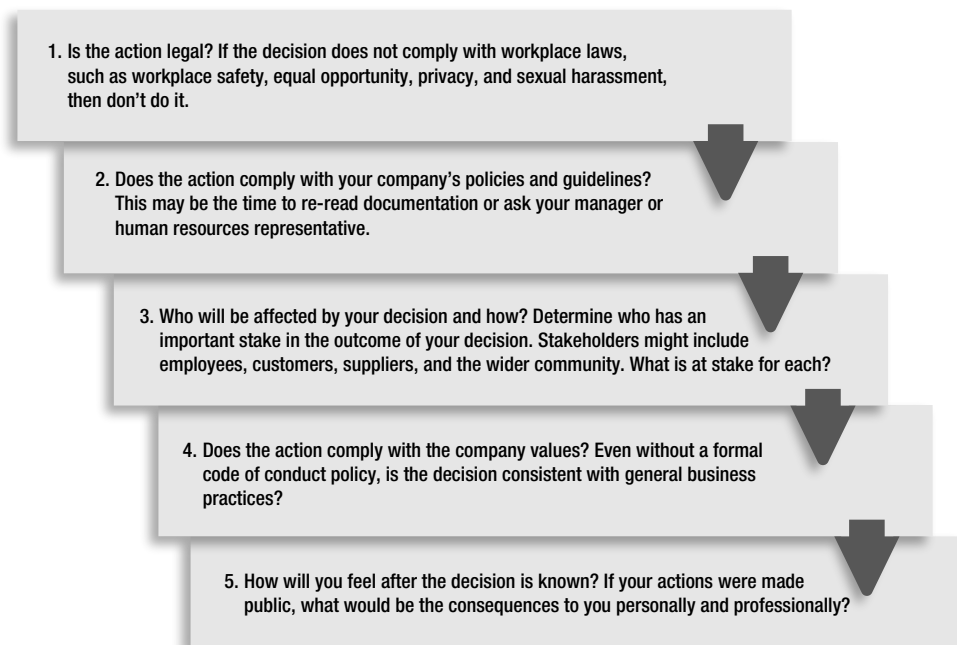 1. Is the action legal? If the decision does not comply with workplace laws,
such as workplace safety, equal opportunity, privacy, and sexual harassment,
then don’t do it.
2. Does the action comply with your company’s policies and guidelines?
This may be the time to re-read documentation or ask your manager or
human resources representative.
3. Who will be affected by your decision and how? Determine who has an
important stake in the outcome of your decision. Stakeholders might include
employees, customers, suppliers, and the wider community. What is at stake for each?
4. Does the action comply with the company values? Even without a formal
code of conduct policy, is the decision consistent with general business
practices?
5. How will you feel after the decision is known? If your actions were made
public, what would be the consequences to you personally and professionally?